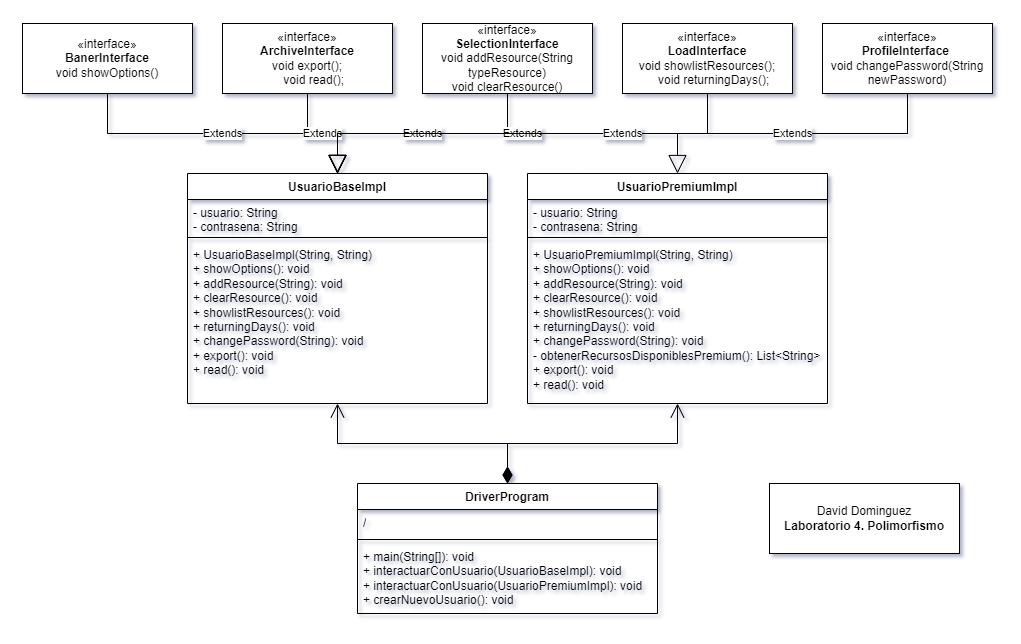 «interface»
BanerInterface
void showOptions()
«interface»
ArchiveInterface
void export();
void read();
«interface»
SelectionInterface
void addResource(String
typeResource)
void clearResource()
«interface»
LoadInterface
void showlistResources();
void returningDays();
«interface»
ProfileInterface
void changePassword(String
newPassword)
Extends
Extends
Extends
Extends
Extends
Extends
UsuarioBaseImpl
- usuario: String
- contrasena: String
+ UsuarioBaseImpl(String, String)
+ showOptions(): void
+ addResource(String): void
+ clearResource(): void
+ showlistResources(): void
+ returningDays(): void
+ changePassword(String): void
+ export(): void
+ read(): void
UsuarioPremiumImpl
- usuario: String
- contrasena: String
+ UsuarioPremiumImpl(String, String)
+ showOptions(): void
+ addResource(String): void
+ clearResource(): void
+ showlistResources(): void
+ returningDays(): void
+ changePassword(String): void
- obtenerRecursosDisponiblesPremium(): List<String>
+ export(): void
+ read(): void
DriverProgram
/
+ main(String[]): void
+ interactuarConUsuario(UsuarioBaseImpl): void
+ interactuarConUsuario(UsuarioPremiumImpl): void
+ crearNuevoUsuario(): void
David Dominguez
Laboratorio 4. Polimorfismo